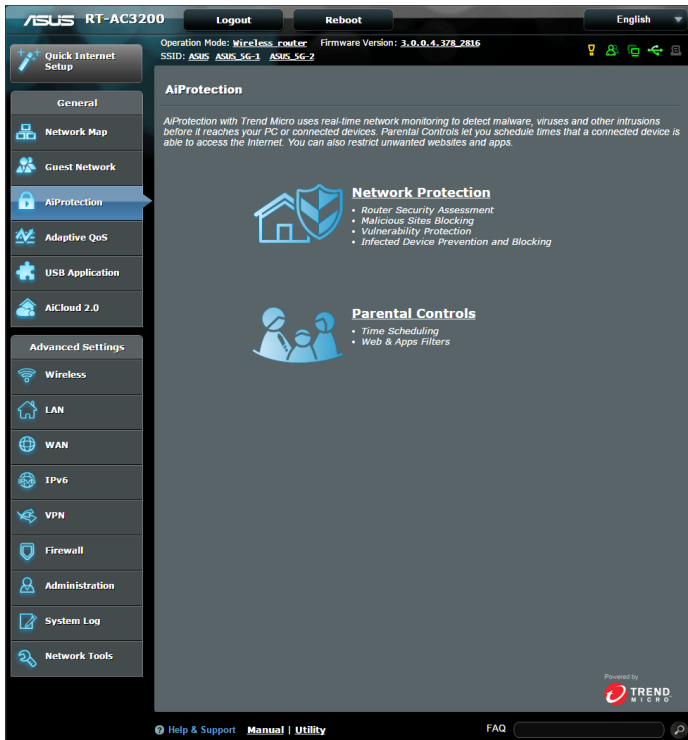 ASUS RT-AC3200 Logout Reboot English
Operation Mode: Wireless router Firmware Version: 3.0.0.4.378_2816
SSID: ASUS ASUS_5G-1 ASUS_5G-2
Quick Internet
Setup
General
Network Map
Guest Network
AiProtection
Adaptive QoS
USB Application
AiCloud 2.0
Advanced Settings
Wireless
LAN
WAN
IPv6
VPN
Firewall
Administration
System Log
Network Tools
AiProtection
AiProtection with Trend Micro uses real-time network monitoring to detect malware, viruses and other intrusions
before it reaches your PC or connected devices. Parental Controls let you schedule times that a connected device is
able to access the Internet. You can also restrict unwanted websites and apps.
Network Protection
• Router Security Assessment
• Malicious Sites Blocking
• Vulnerability Protection
• Infected Device Prevention and Blocking
Parental Controls
• Time Scheduling
• Web & Apps Filters
Powered by
TREND
MICRO
Help & Support Manual | Utility FAQ